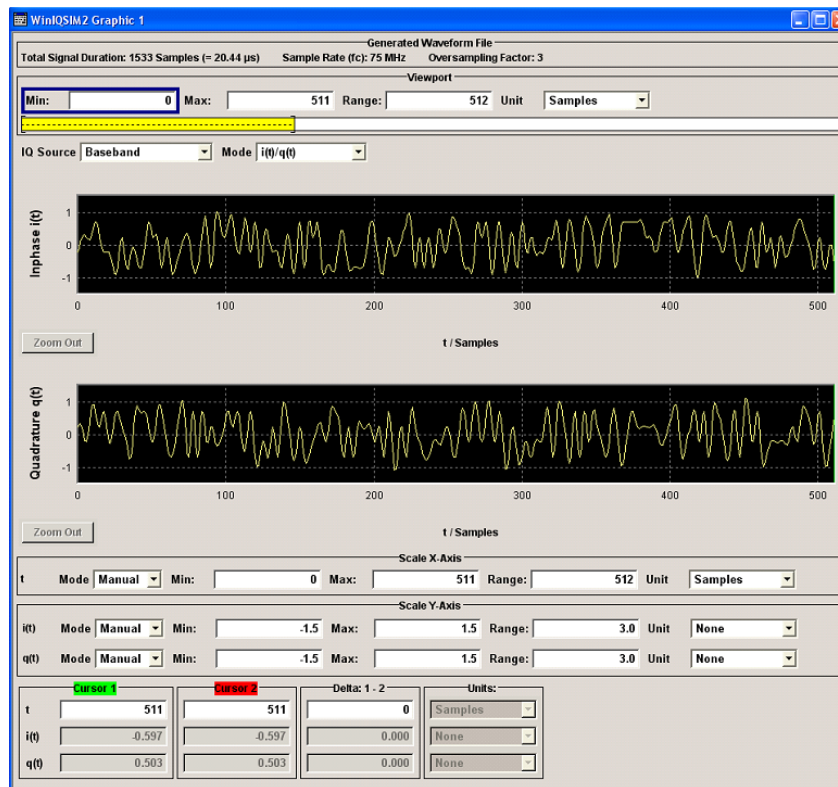 WinIQSIM2 Graphic 1
Generated Waveform File
Total Signal Duration: 1533 Samples (= 20.44 µs) Sample Rate (fc): 75 MHz Oversampling Factor: 3
Viewport
Min: 0 Max: 511 Range: 512 Unit Samples
IQ Source Baseband Mode i(t)/q(t)
Inphase i(t)
1
0
-1
0 100 200 300 400 500
Zoom Out t / Samples
Quadrature q(t)
1
0
-1
0 100 200 300 400 500
Zoom Out t / Samples
Scale X-Axis
t Mode Manual Min: 0 Max: 511 Range: 512 Unit Samples
Scale Y-Axis
i(t) Mode Manual Min: -1.5 Max: 1.5 Range: 3.0 Unit None
q(t) Mode Manual Min: -1.5 Max: 1.5 Range: 3.0 Unit None
Cursor 1 Cursor 2 Delta: 1 - 2 Units:
t 511 511 0 Samples
i(t) -0.597 -0.597 0.000 None
q(t) 0.503 0.503 0.000 None